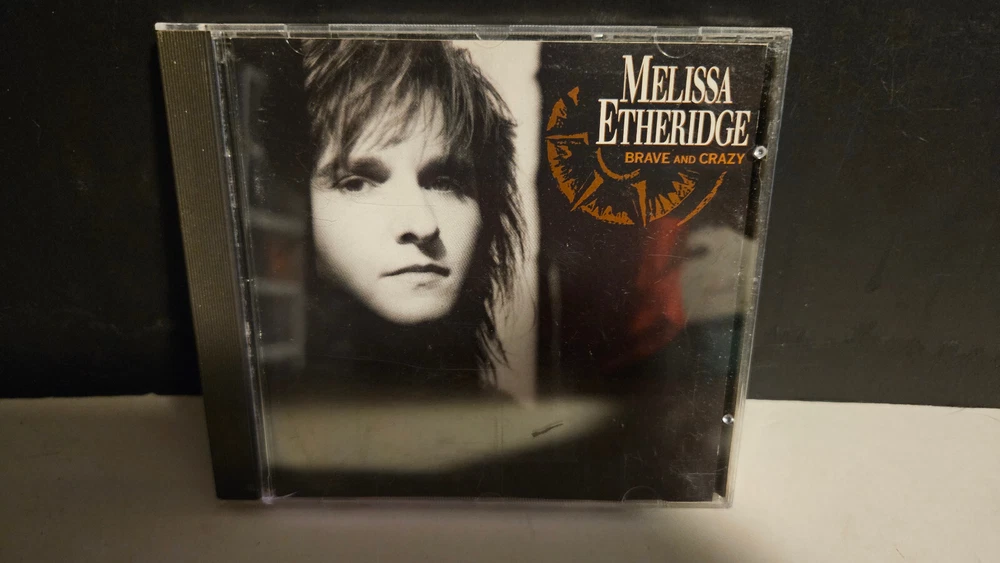 MELISSA
ETHERIDGE
BRAVE AND CRAZY